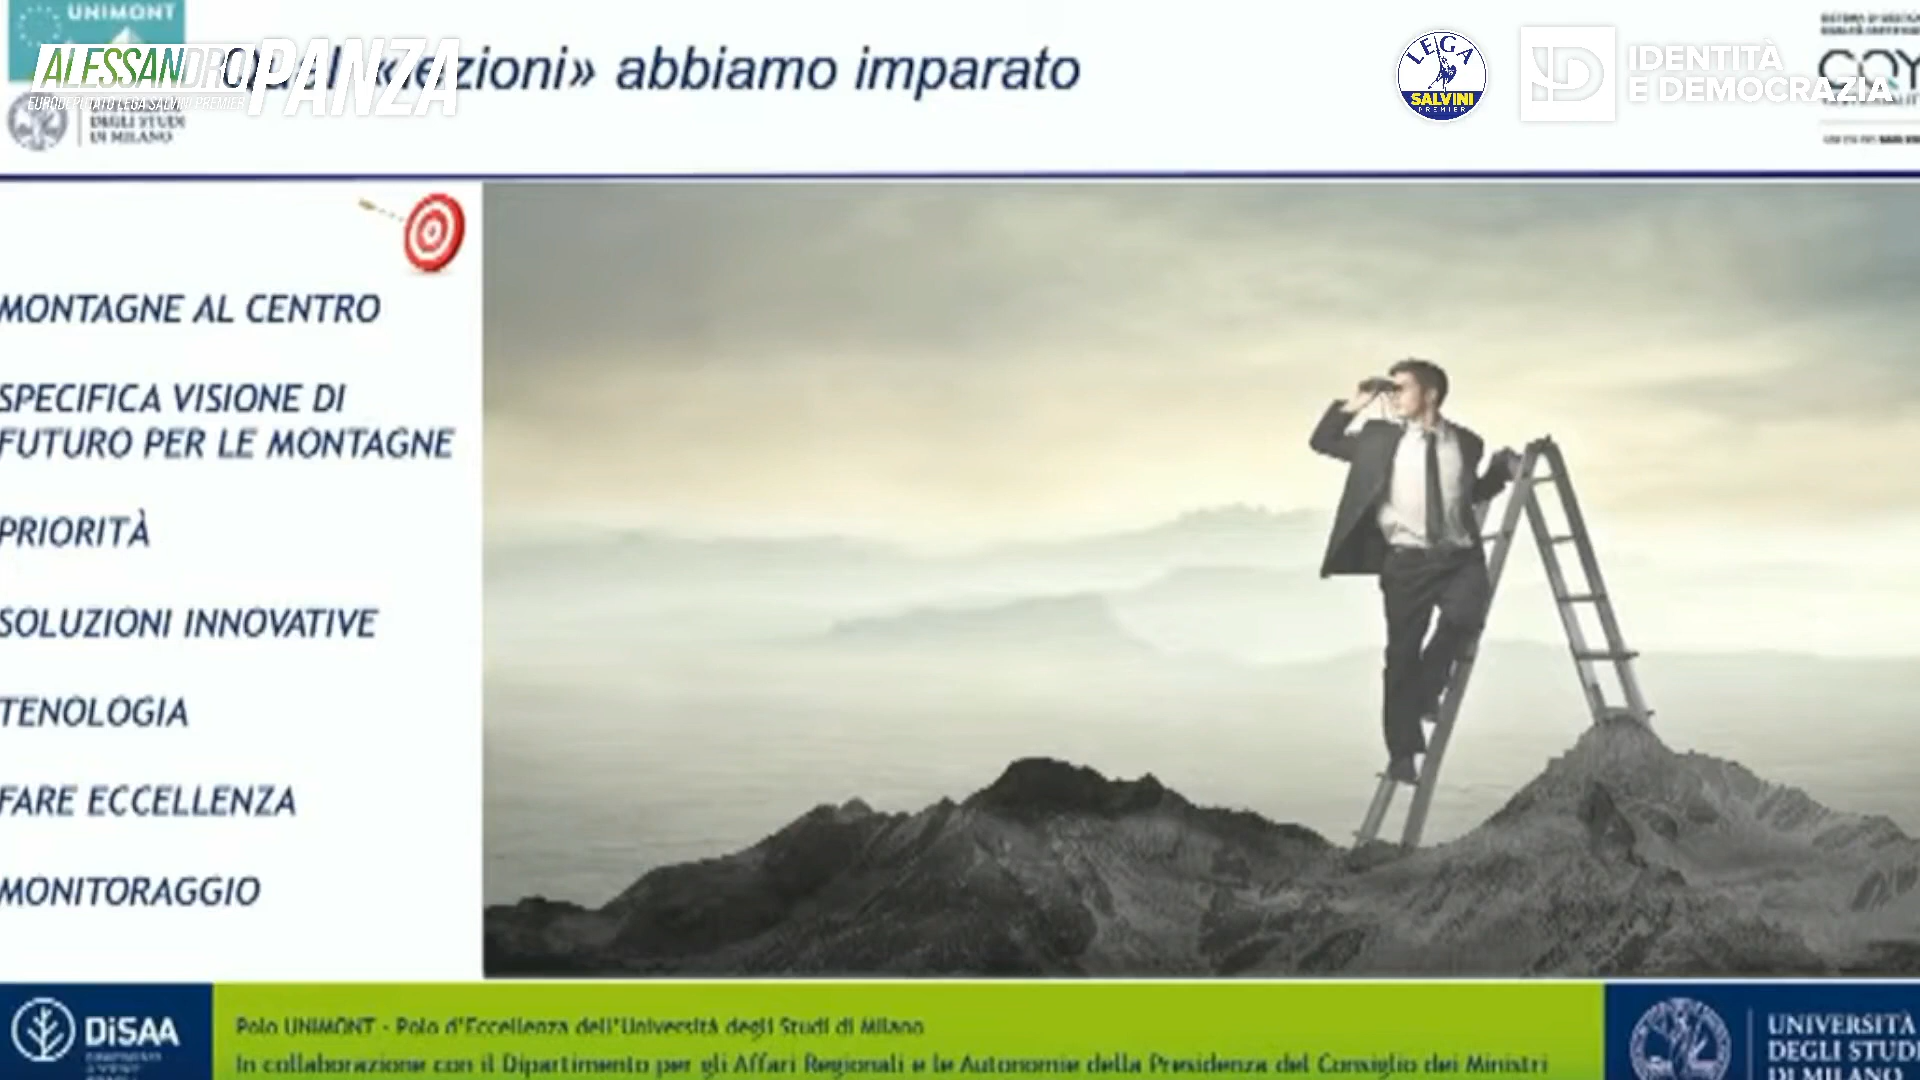 UNIMONT
ALESSANDRO PANZA
EURODEPUTATO LEGA SALVINI PREMIER
«lezioni» abbiamo imparato
DEGLI STUDI
DI MILANO
LEGA
SALVINI
PREMIER
ID
IDENTITÀ
E DEMOCRAZIA
MONTAGNE AL CENTRO
SPECIFICA VISIONE DI
FUTURO PER LE MONTAGNE
PRIORITÀ
SOLUZIONI INNOVATIVE
TENOLOGIA
FARE ECCELLENZA
MONITORAGGIO
DiSAA
Polo UNIMONT - Polo d'Eccellenza dell'Università degli Studi di Milano
In collaborazione con il Dipartimento per gli Affari Regionali e le Autonomie della Presidenza del Consiglio dei Ministri
UNIVERSITÀ
DEGLI STUDI
DI MILANO